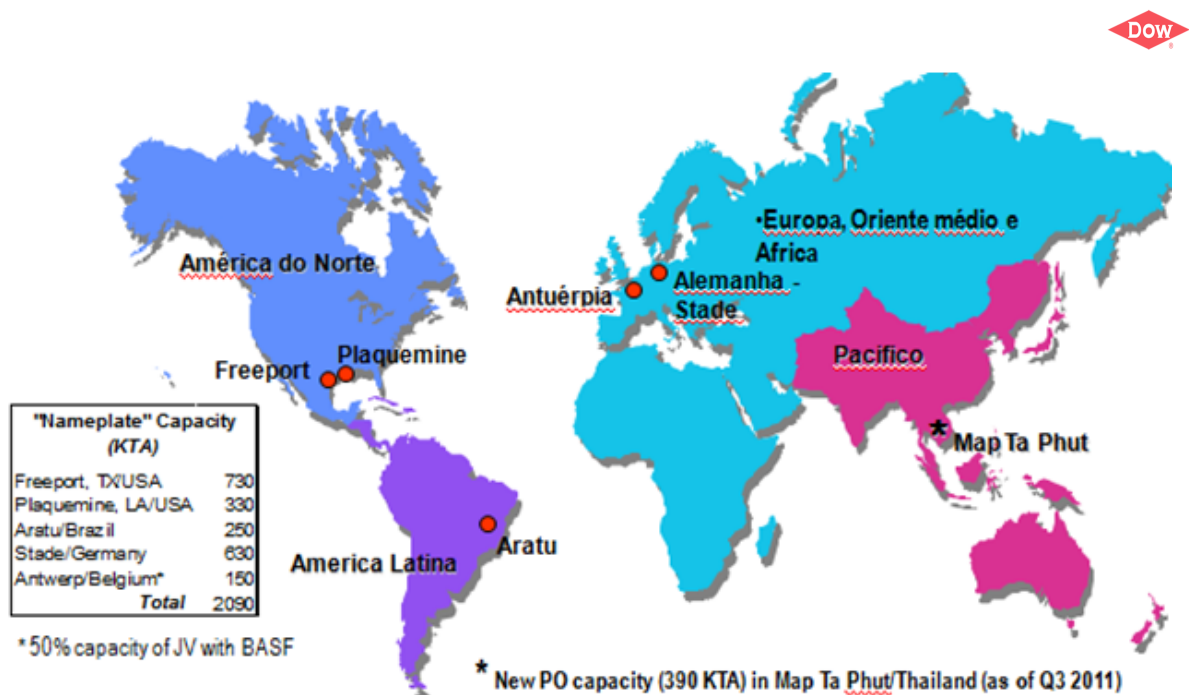 Dow
•Europa, Oriente médio e
Africa
América do Norte
Antuérpia
Alemanha -
Stade
Plaquemine
Freeport
Pacifico
"Nameplate" Capacity
(KTA)
Freeport, TX/USA 730
Plaquemine, LA/USA 330
Aratu/Brazil 250
Stade/Germany 630
Antwerp/Belgium* 150
Total 2090
* Map Ta Phut
Aratu
America Latina
*50% capacity of JV with BASF
* New PO capacity (390 KTA) in Map Ta Phut/Thailand (as of Q3 2011)